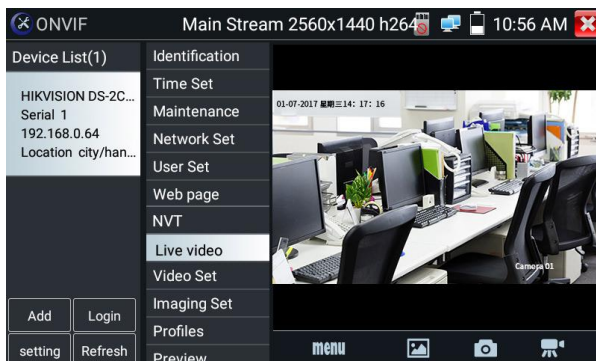 ONVIF
Main Stream 2560x1440 h264
10:56 AM
Device List(1)
HIKVISION DS-2C...
Serial 1
192.168.0.64
Location city/han...
Add
Login
setting
Refresh
Identification
Time Set
Maintenance
Network Set
User Set
Web page
NVT
Live video
Video Set
Imaging Set
Profiles
Preview
01-07-2017 星期三14: 17: 16
Camera 01
menu